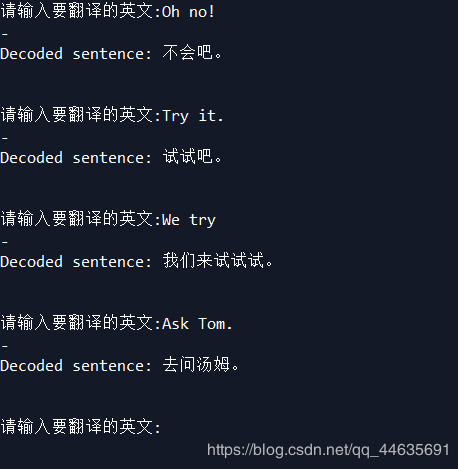 请输入要翻译的英文:Oh no!
-
Decoded sentence: 不会吧。
请输入要翻译的英文:Try it.
-
Decoded sentence: 试试吧。
请输入要翻译的英文:We try
-
Decoded sentence: 我们来试试试。
请输入要翻译的英文:Ask Tom.
-
Decoded sentence: 去问汤姆。
请输入要翻译的英文:
https://blog.csdn.net/qq_44635691